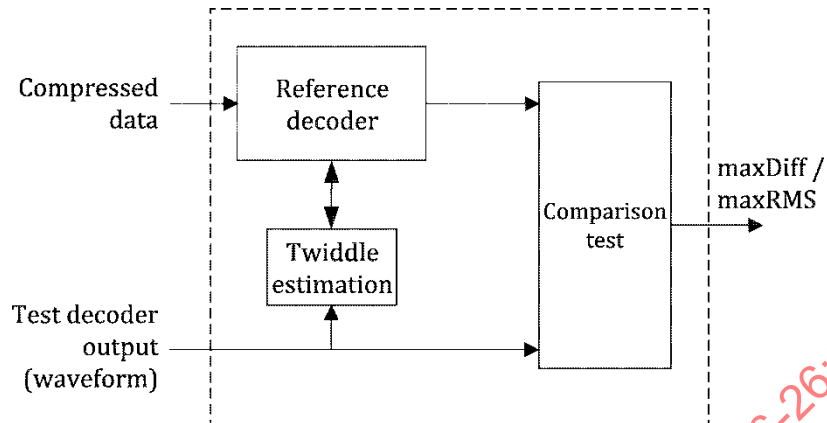 Compressed
data
Reference
decoder
Twiddle
estimation
Test decoder
output
(waveform)
Comparison
test
maxDiff /
maxRMS